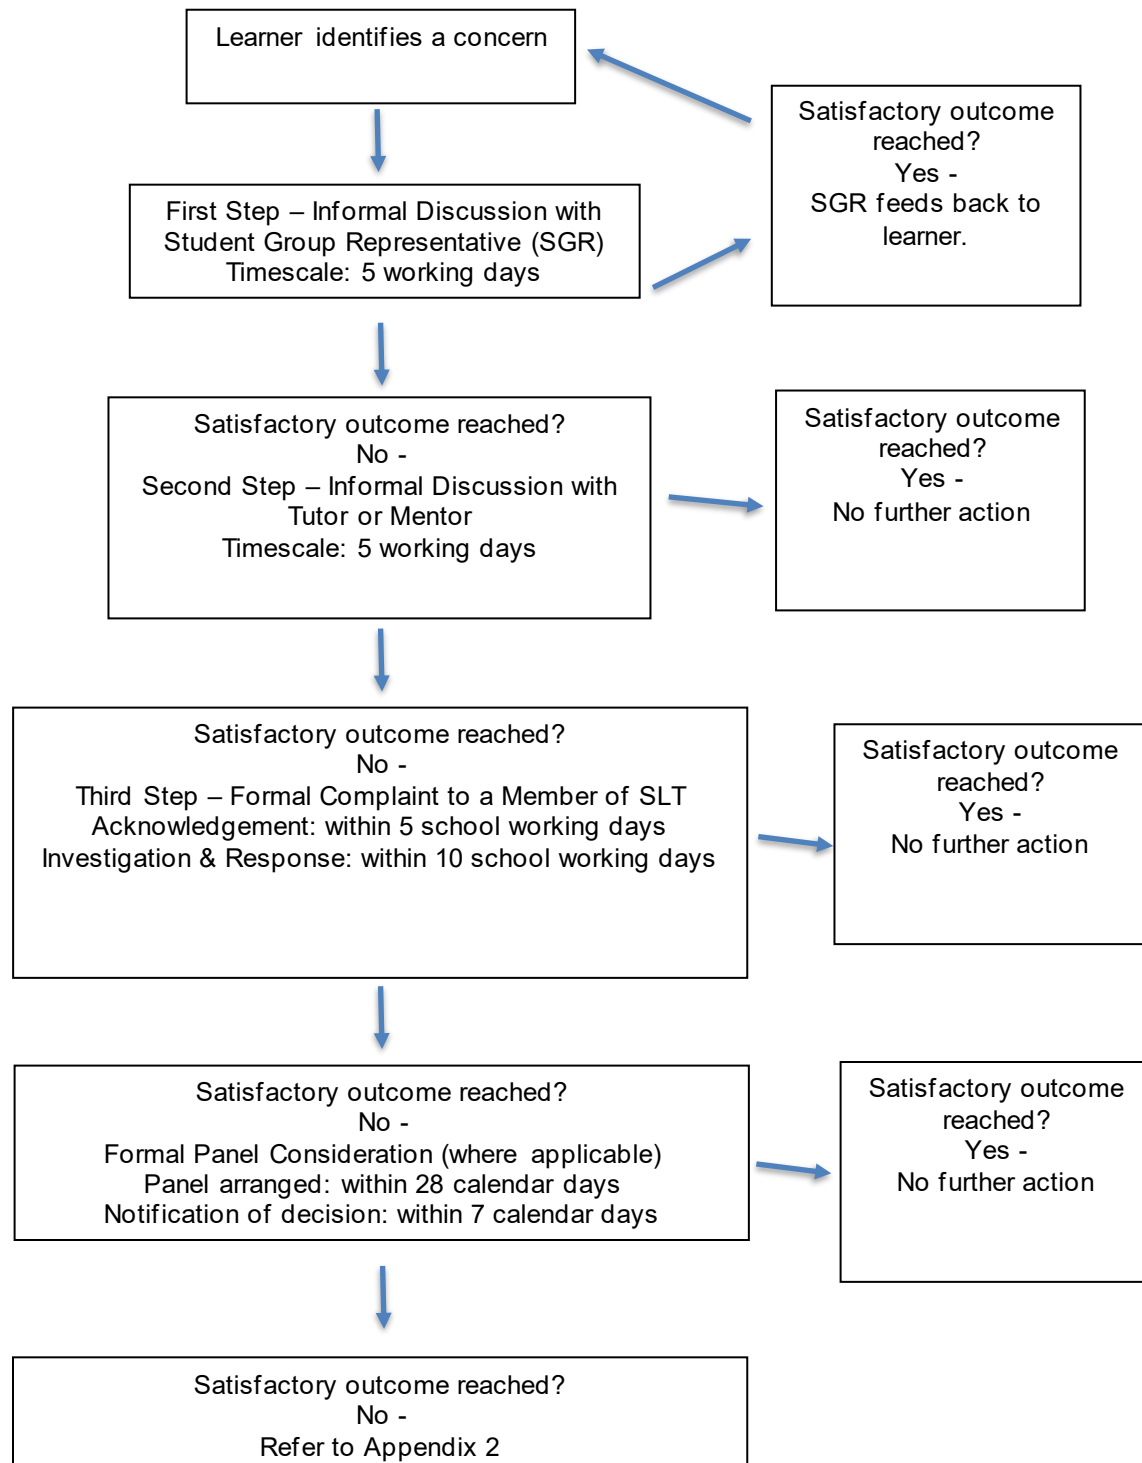 Learner identifies a concern
Satisfactory outcome
reached?
Yes -
SGR feeds back to
learner.
First Step – Informal Discussion with
Student Group Representative (SGR)
Timescale: 5 working days
Satisfactory outcome reached?
No -
Second Step – Informal Discussion with
Tutor or Mentor
Timescale: 5 working days
Satisfactory outcome
reached?
Yes -
No further action
Satisfactory outcome reached?
No -
Third Step – Formal Complaint to a Member of SLT
Acknowledgement: within 5 school working days
Investigation & Response: within 10 school working days
Satisfactory outcome
reached?
Yes -
No further action
Satisfactory outcome reached?
No -
Formal Panel Consideration (where applicable)
Panel arranged: within 28 calendar days
Notification of decision: within 7 calendar days
Satisfactory outcome
reached?
Yes -
No further action
Satisfactory outcome reached?
No -
Refer to Appendix 2